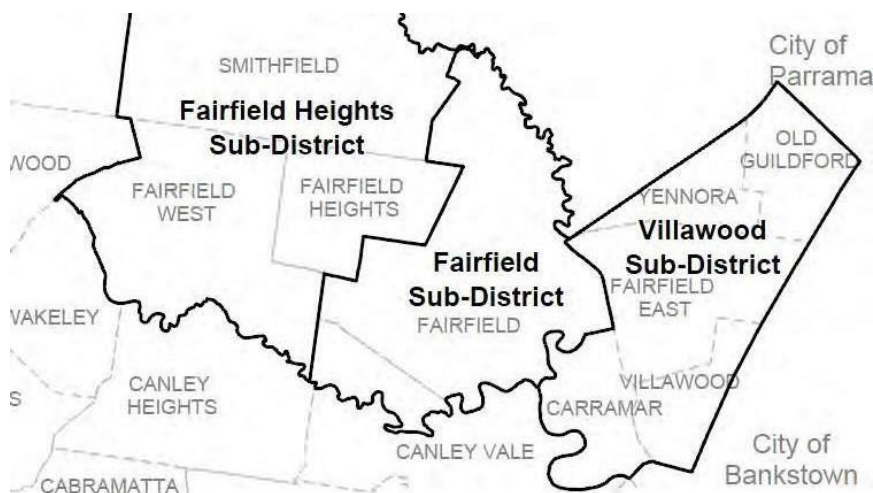 City of
Parrama
SMITHFIELD
Fairfield Heights
Sub-District
OLD
GUILDFORD
WOOD
FAIRFIELD
WEST
FAIRFIELD
HEIGHTS
YENNORA
Villawood
Sub-District
Fairfield
Sub-District
FAIRFIELD
FAIRFIELD
EAST
WAKELEY
CANLEY
HEIGHTS
VILLAWOOD
S
CARRAMAR
CANLEY VALE
City of
Bankstown
CABRAMATTA